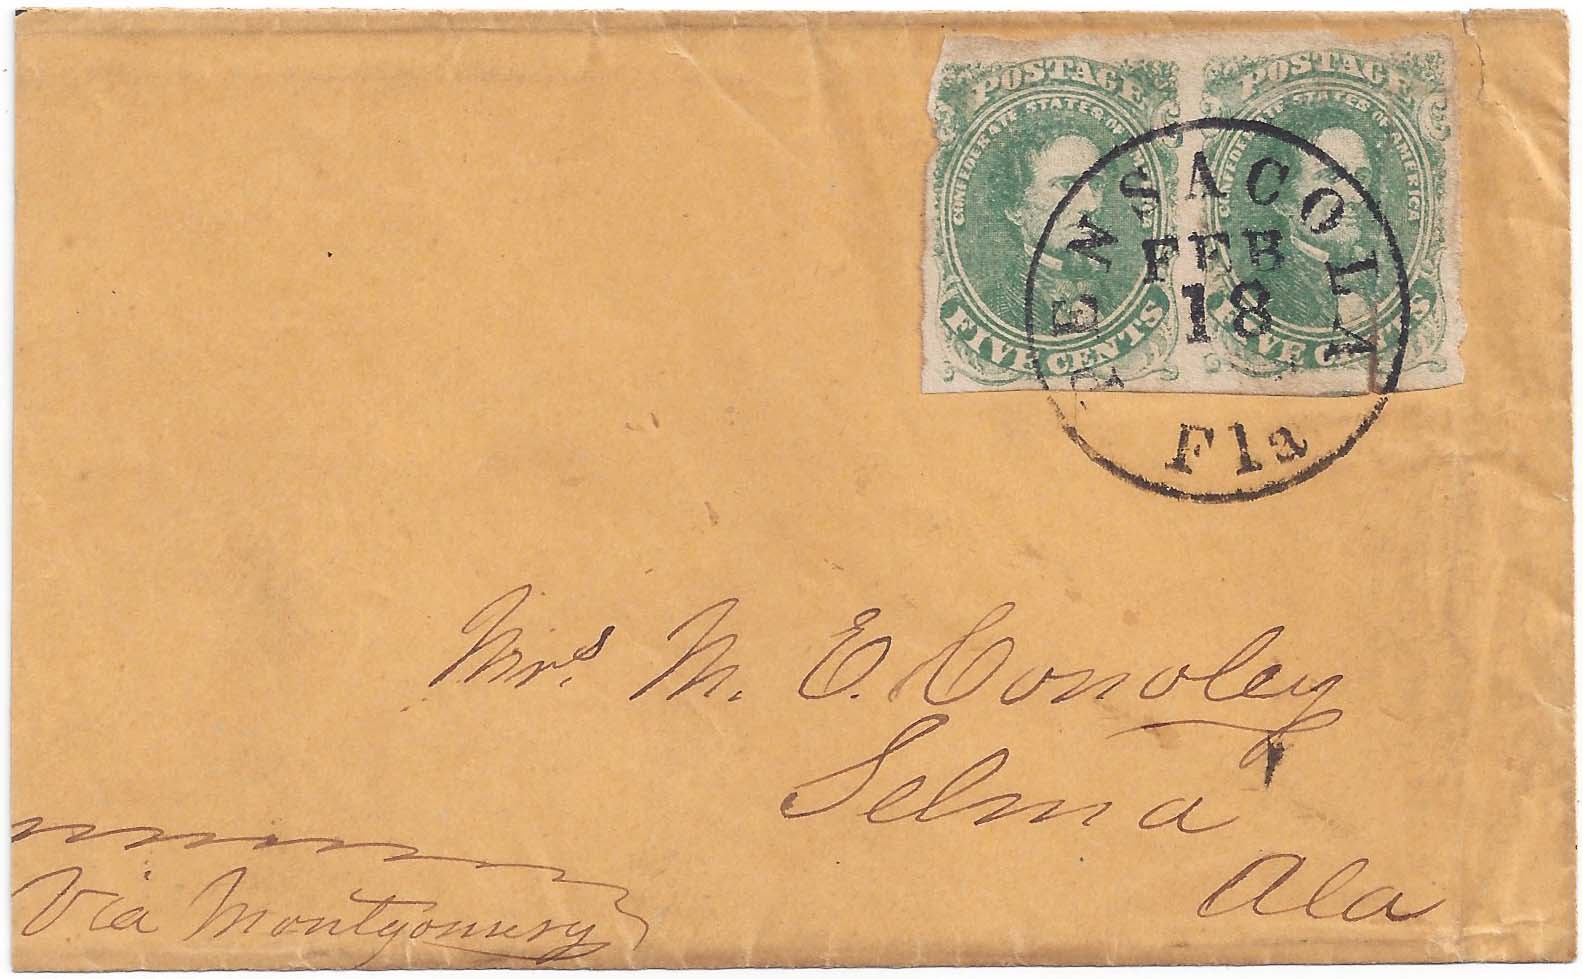 POSTAGE
CONFEDERATE STATES OF AMERICA
FIVE CENTS
POSTAGE
CONFEDERATE STATES OF AMERICA
FIVE CENTS
PENSACOLA
FEB
18
Fla
Mrs. M. E. Conoley
Selma
Ala
Via Montgomery